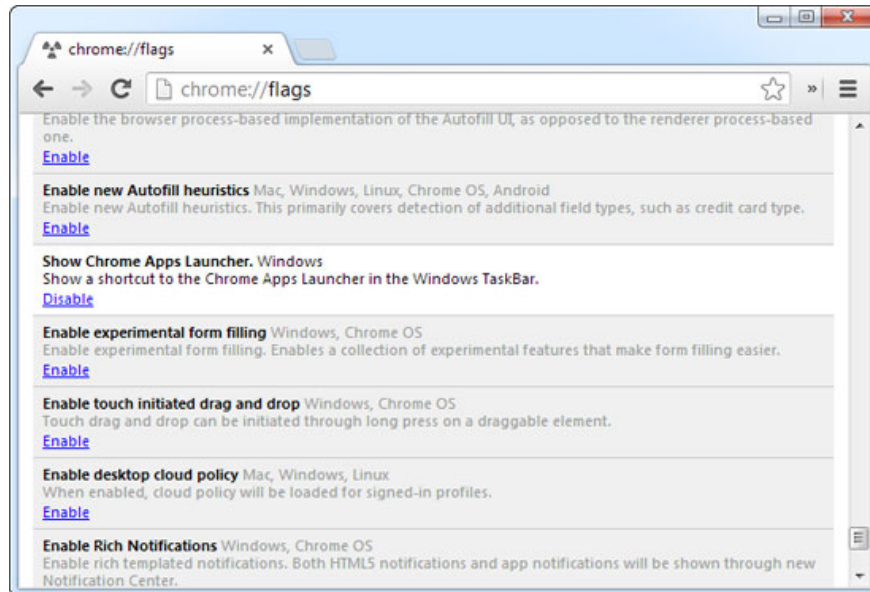 chrome://flags
chrome://flags
Enable the browser process-based implementation of the Autofill UI, as opposed to the renderer process-based
one.
Enable
Enable new Autofill heuristics Mac, Windows, Linux, Chrome OS, Android
Enable new Autofill heuristics. This primarily covers detection of additional field types, such as credit card type.
Enable
Show Chrome Apps Launcher. Windows
Show a shortcut to the Chrome Apps Launcher in the Windows TaskBar.
Disable
Enable experimental form filling Windows, Chrome OS
Enable experimental form filling. Enables a collection of experimental features that make form filling easier.
Enable
Enable touch initiated drag and drop Windows, Chrome OS
Touch drag and drop can be initiated through long press on a draggable element.
Enable
Enable desktop cloud policy Mac, Windows, Linux
When enabled, cloud policy will be loaded for signed-in profiles.
Enable
Enable Rich Notifications Windows, Chrome OS
Enable rich templated notifications. Both HTML5 notifications and app notifications will be shown through new
Notification Center.